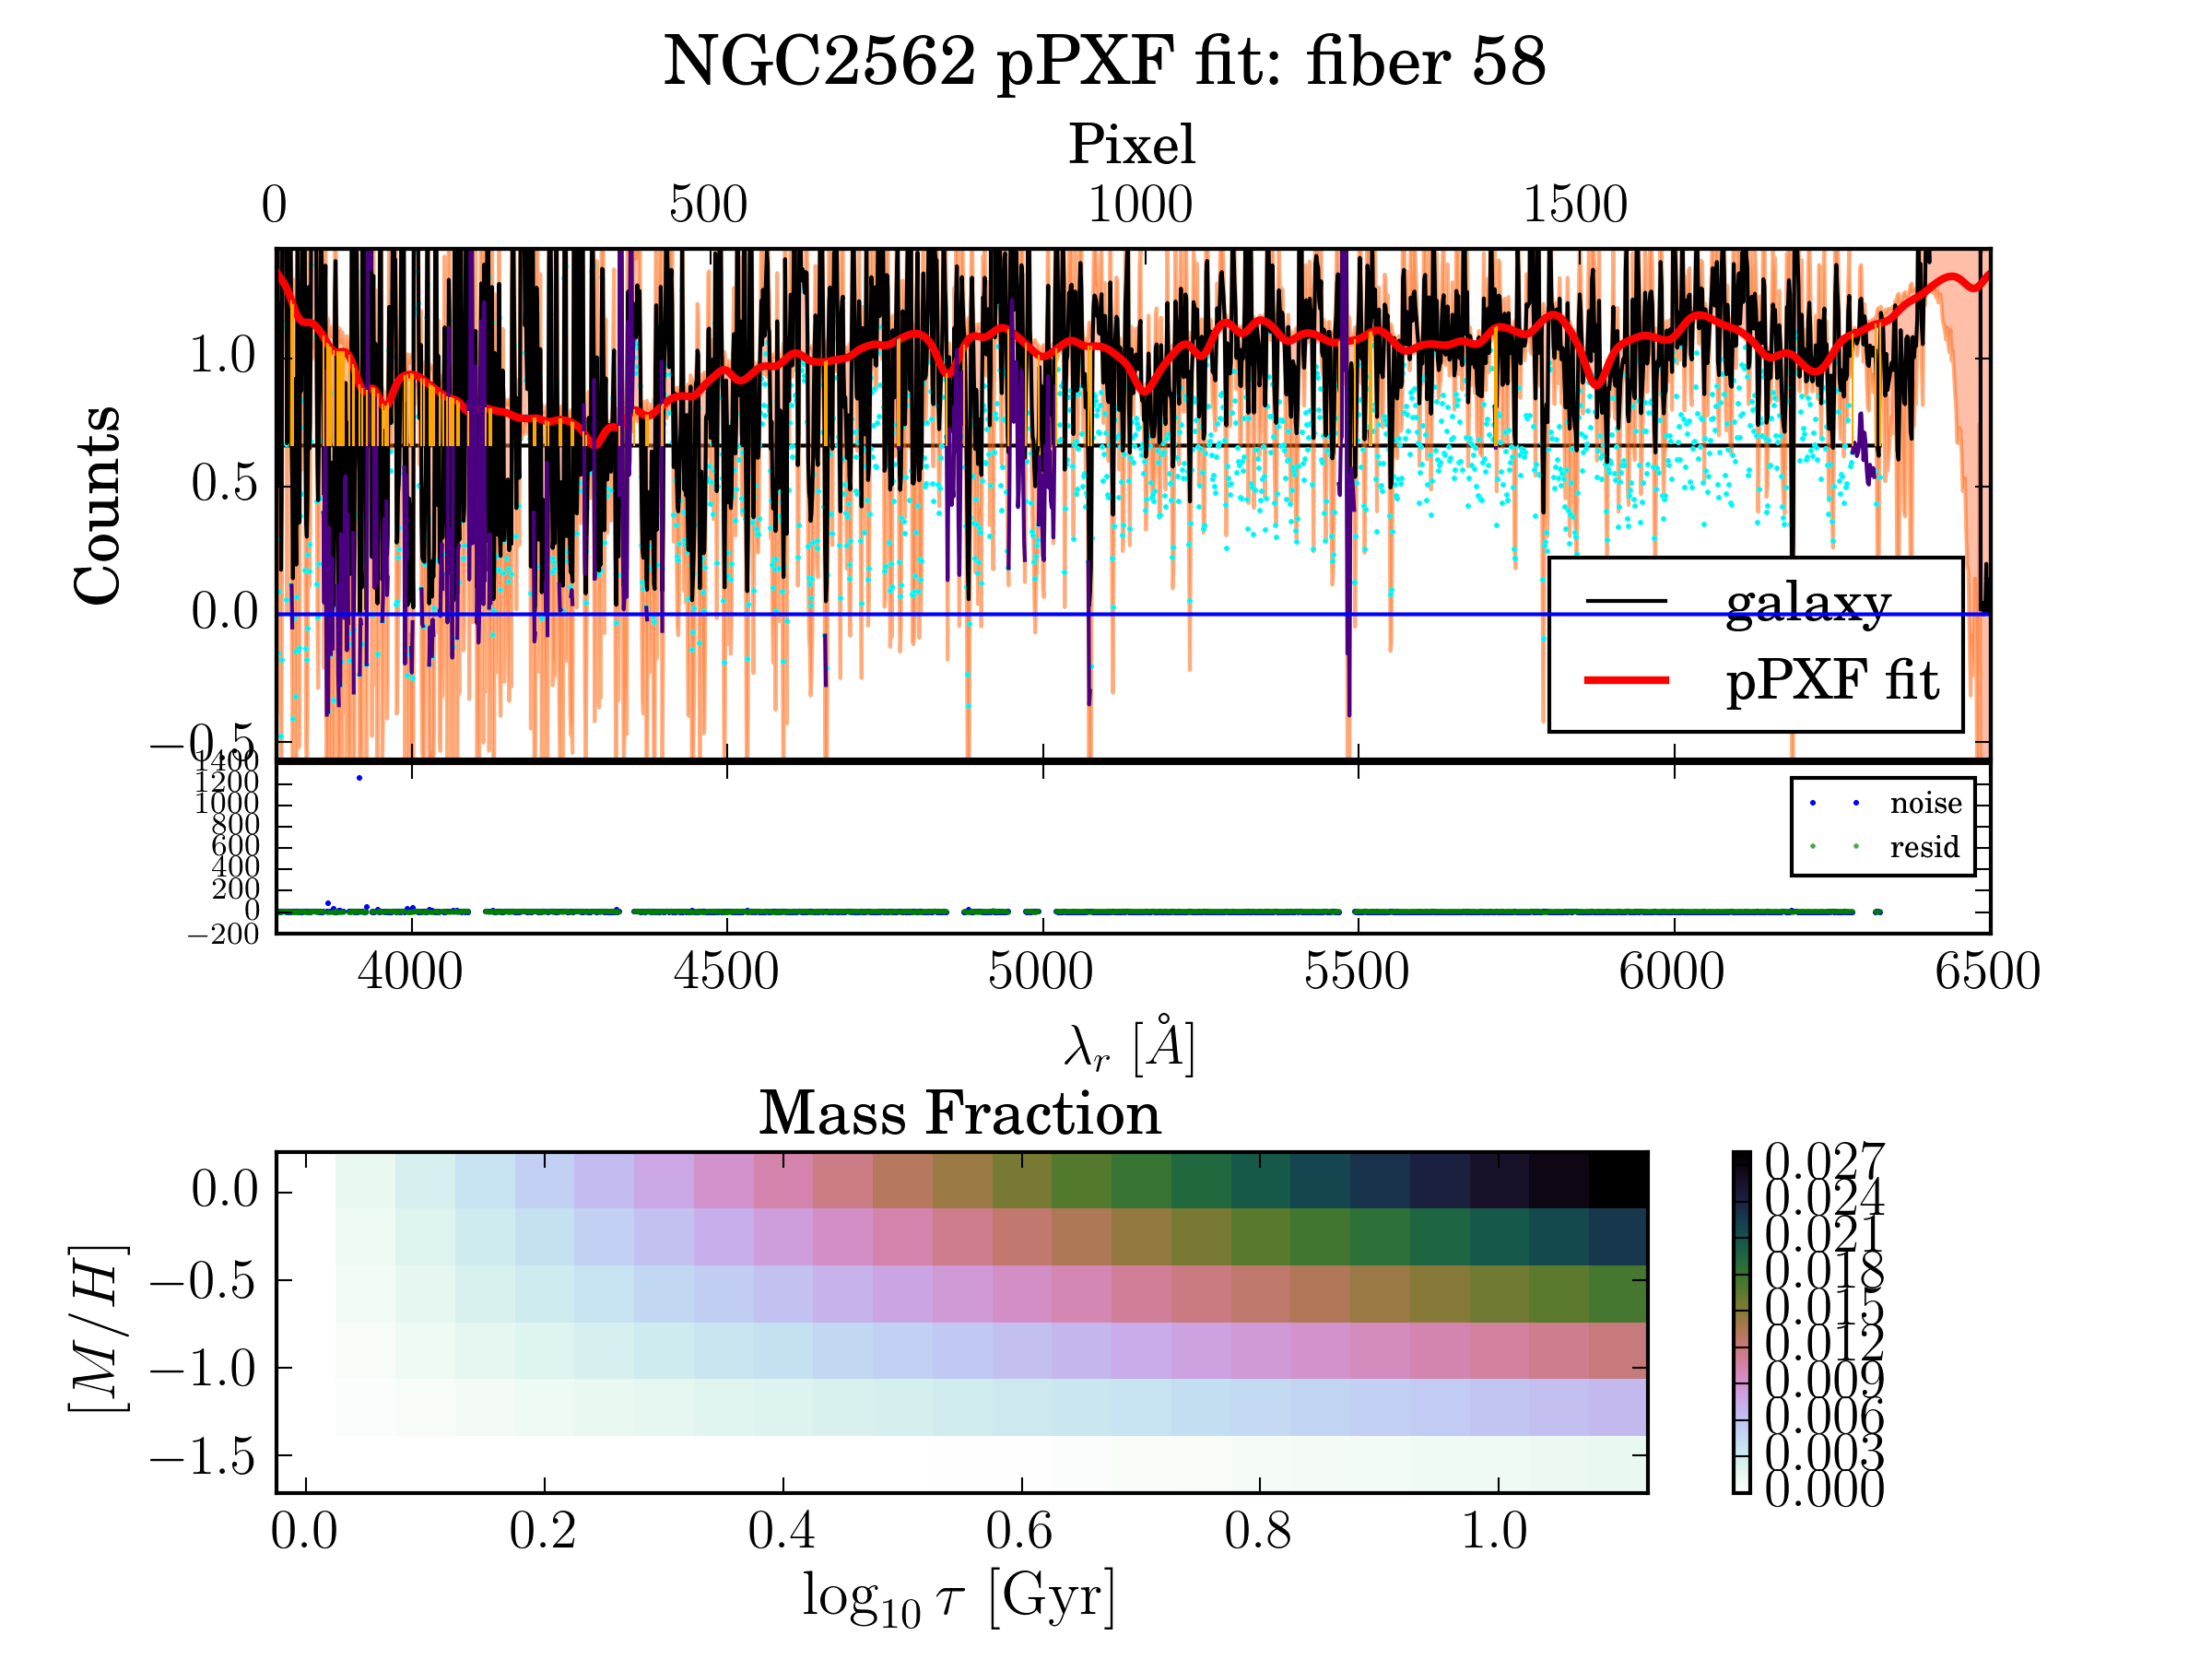 NGC2562 pPXF fit: fiber 58
Pixel
0 500 1000 1500
Counts
1.0
0.5
0.0
−0.5
galaxy
pPXF fit
1400
1200
1000
800
600
400
200
0
−200
noise
resid
4000 4500 5000 5500 6000 6500
λr [Å]
Mass Fraction
[M/H]
0.0
−0.5
−1.0
−1.5
0.0 0.2 0.4 0.6 0.8 1.0
log10 τ [Gyr]
0.027
0.024
0.021
0.018
0.015
0.012
0.009
0.006
0.003
0.000